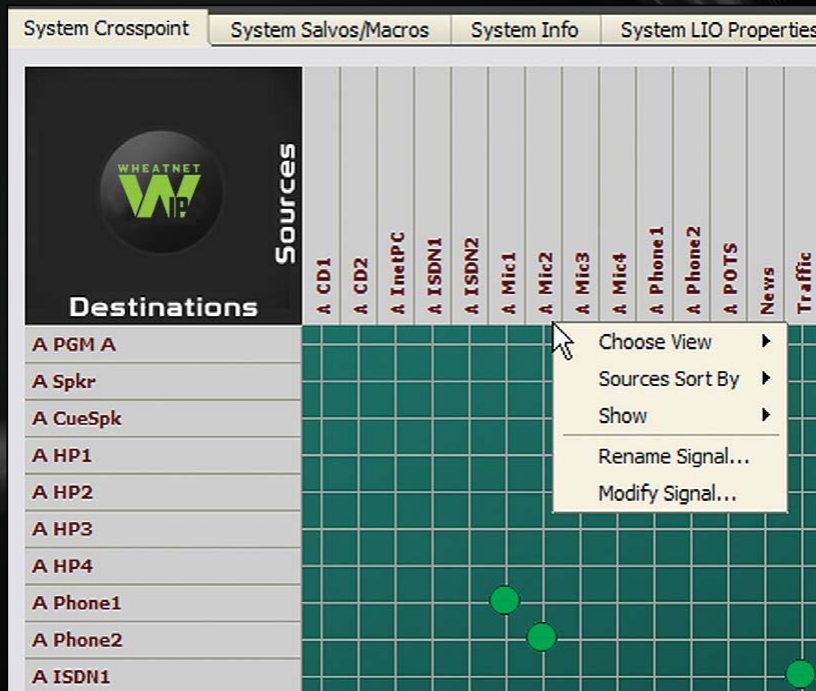 System Crosspoint
System Salvos/Macros
System Info
System LIO Properties
WHEATNET
W IP
Sources
Destinations
A CD1
A CD2
A InetPC
A ISDN1
A ISDN2
A Mic1
A Mic2
A Mic3
A Mic4
A Phone1
A Phone2
A POTS
News
Traffic
A PGM A
A Spkr
A CueSpk
A HP1
A HP2
A HP3
A HP4
A Phone1
A Phone2
A ISDN1
Choose View
Sources Sort By
Show
Rename Signal...
Modify Signal...